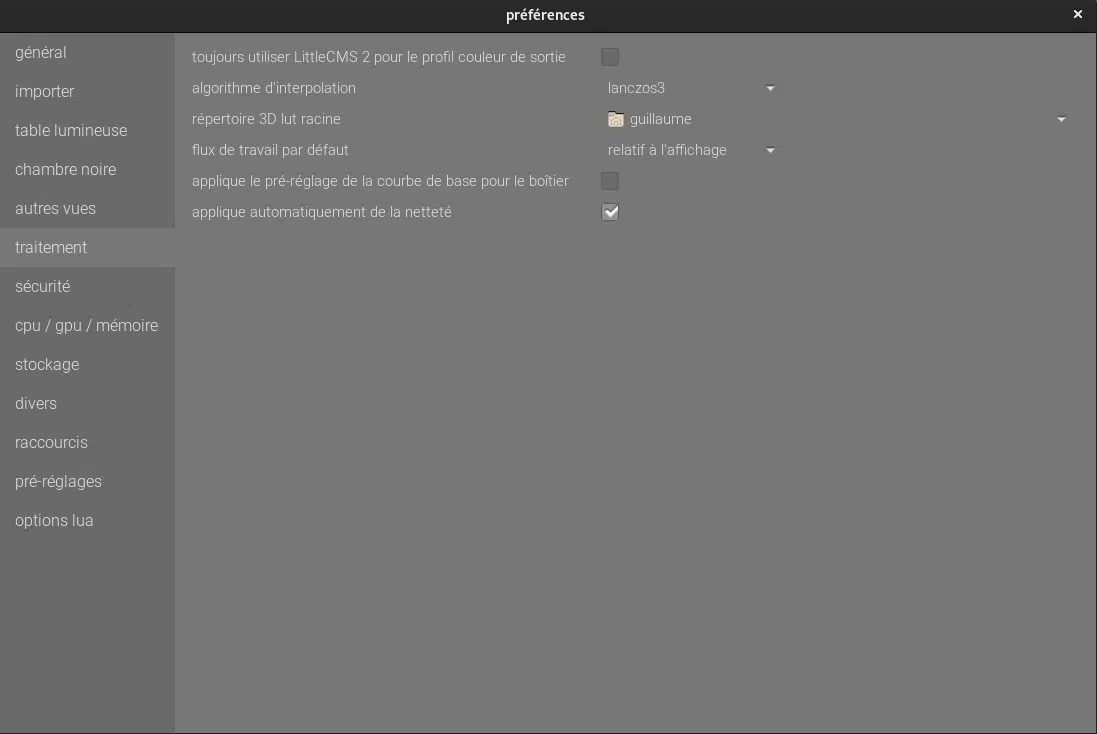 préférences
général
importer
table lumineuse
chambre noire
autres vues
traitement
sécurité
cpu / gpu / mémoire
stockage
divers
raccourcis
pré-réglages
options lua
toujours utiliser LittleCMS 2 pour le profil couleur de sortie
algorithme d'interpolation lanczos3
répertoire 3D lut racine guillaume
flux de travail par défaut relatif à l'affichage
applique le pré-réglage de la courbe de base pour le boîtier
applique automatiquement de la netteté